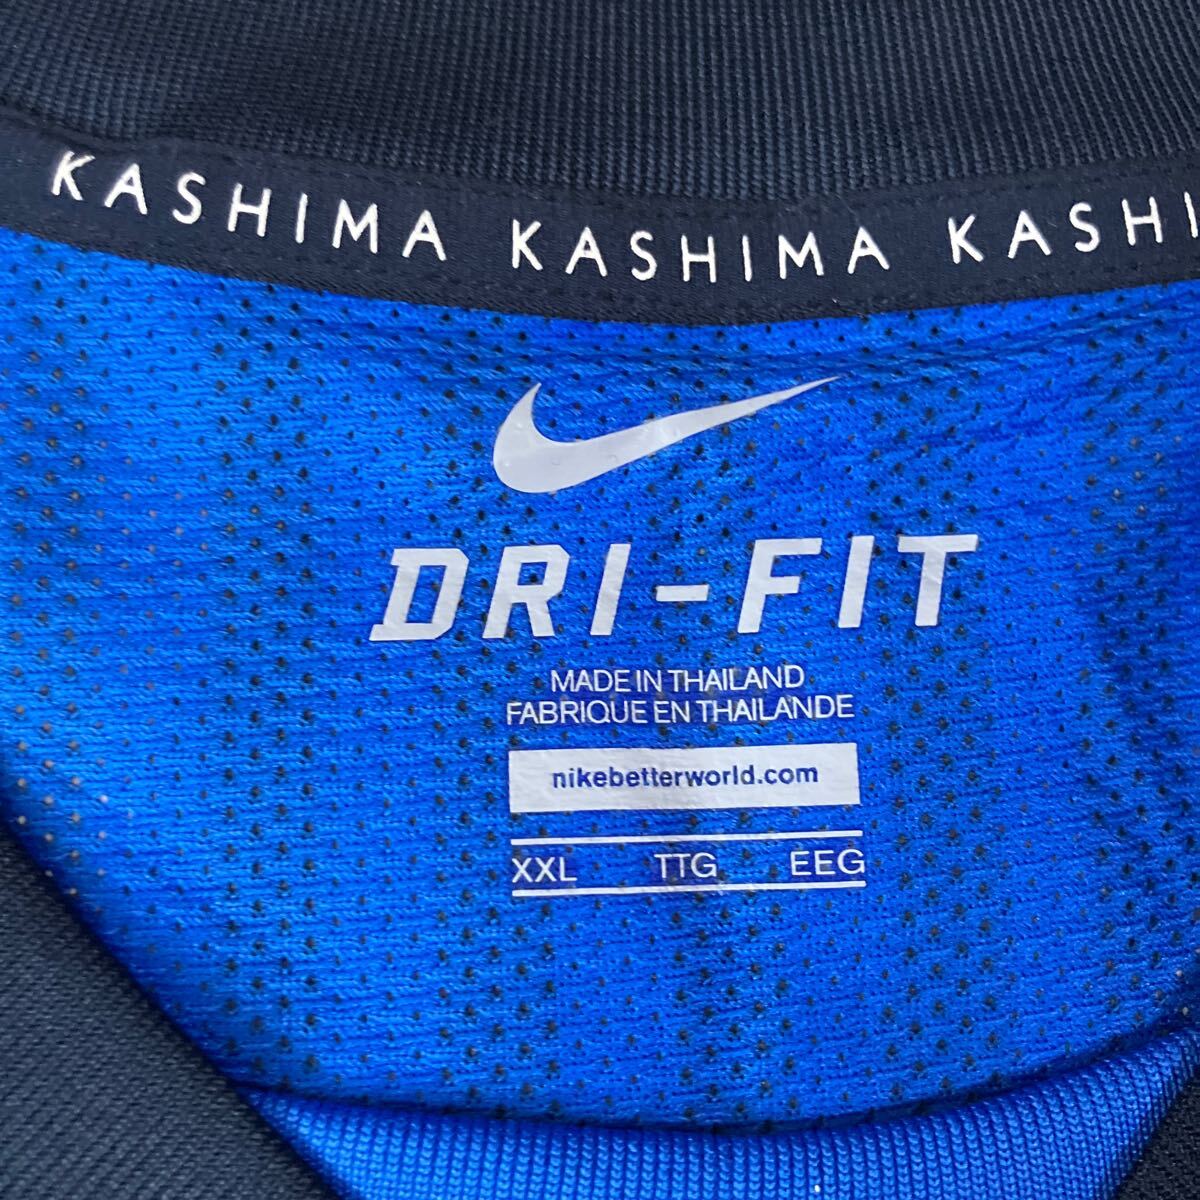 KASHIMA KASHIMA KASHI
DRI-FIT
MADE IN THAILAND
FABRIQUE EN THAILANDE
nikebetterworld.com
XXL TTG EEG